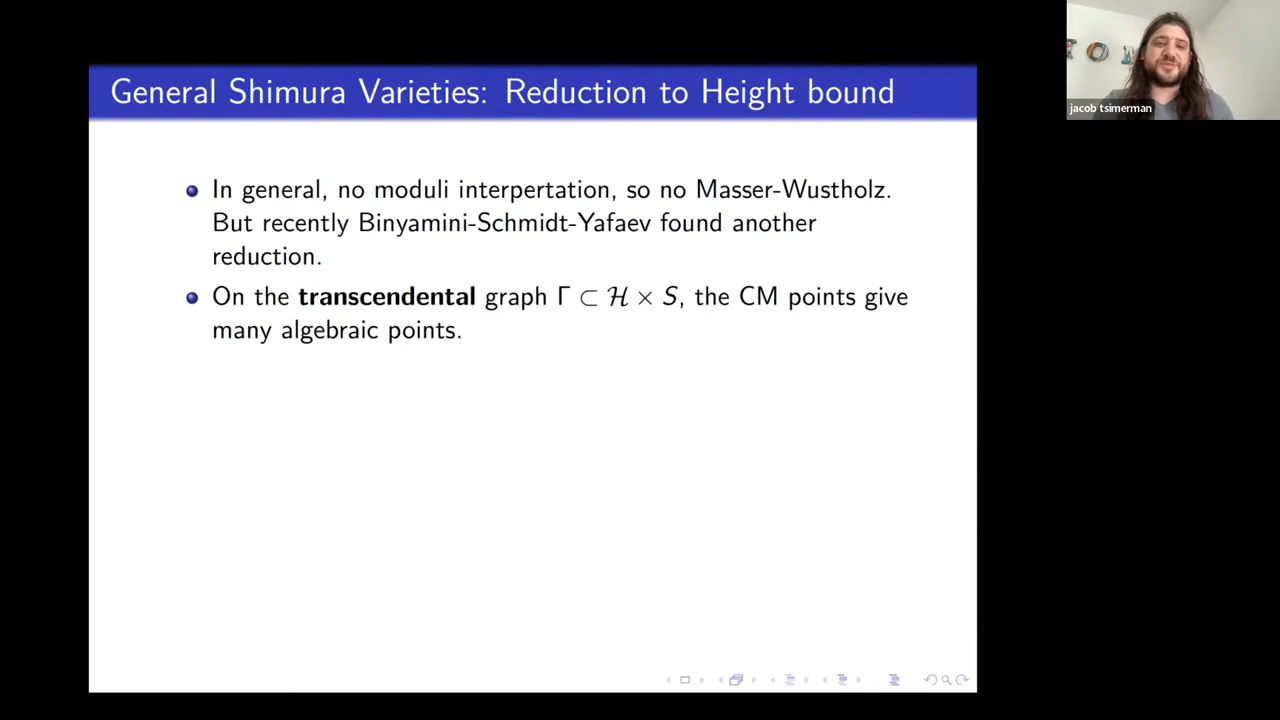 General Shimura Varieties: Reduction to Height bound
In general, no moduli interpertation, so no Masser-Wustholz.
But recently Binyamini-Schmidt-Yafaev found another
reduction.
On the transcendental graph Γ ⊂ ℋ × S, the CM points give
many algebraic points.
jacob tsimerman